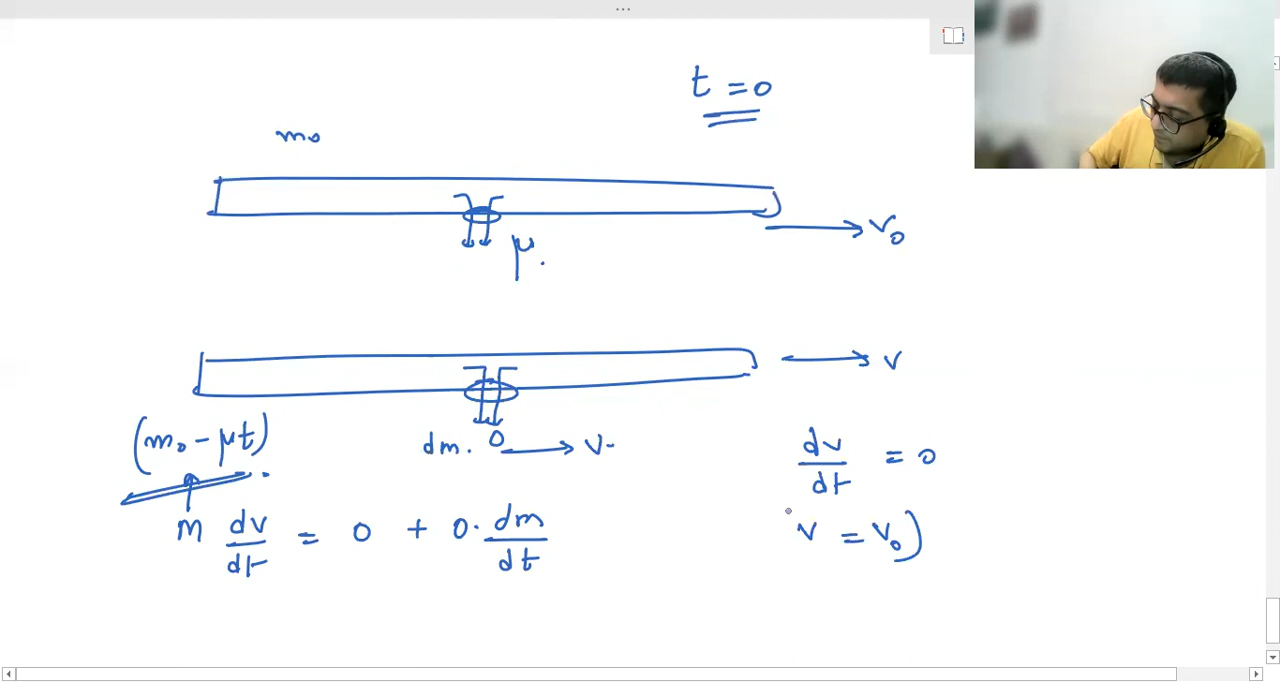 t = 0
m₀
V₀
μ.
v
(m₀ - μt)
dm. 0 → v
dv/dt = 0
M dv/dt = 0 + 0. dm/dt
v = v₀)